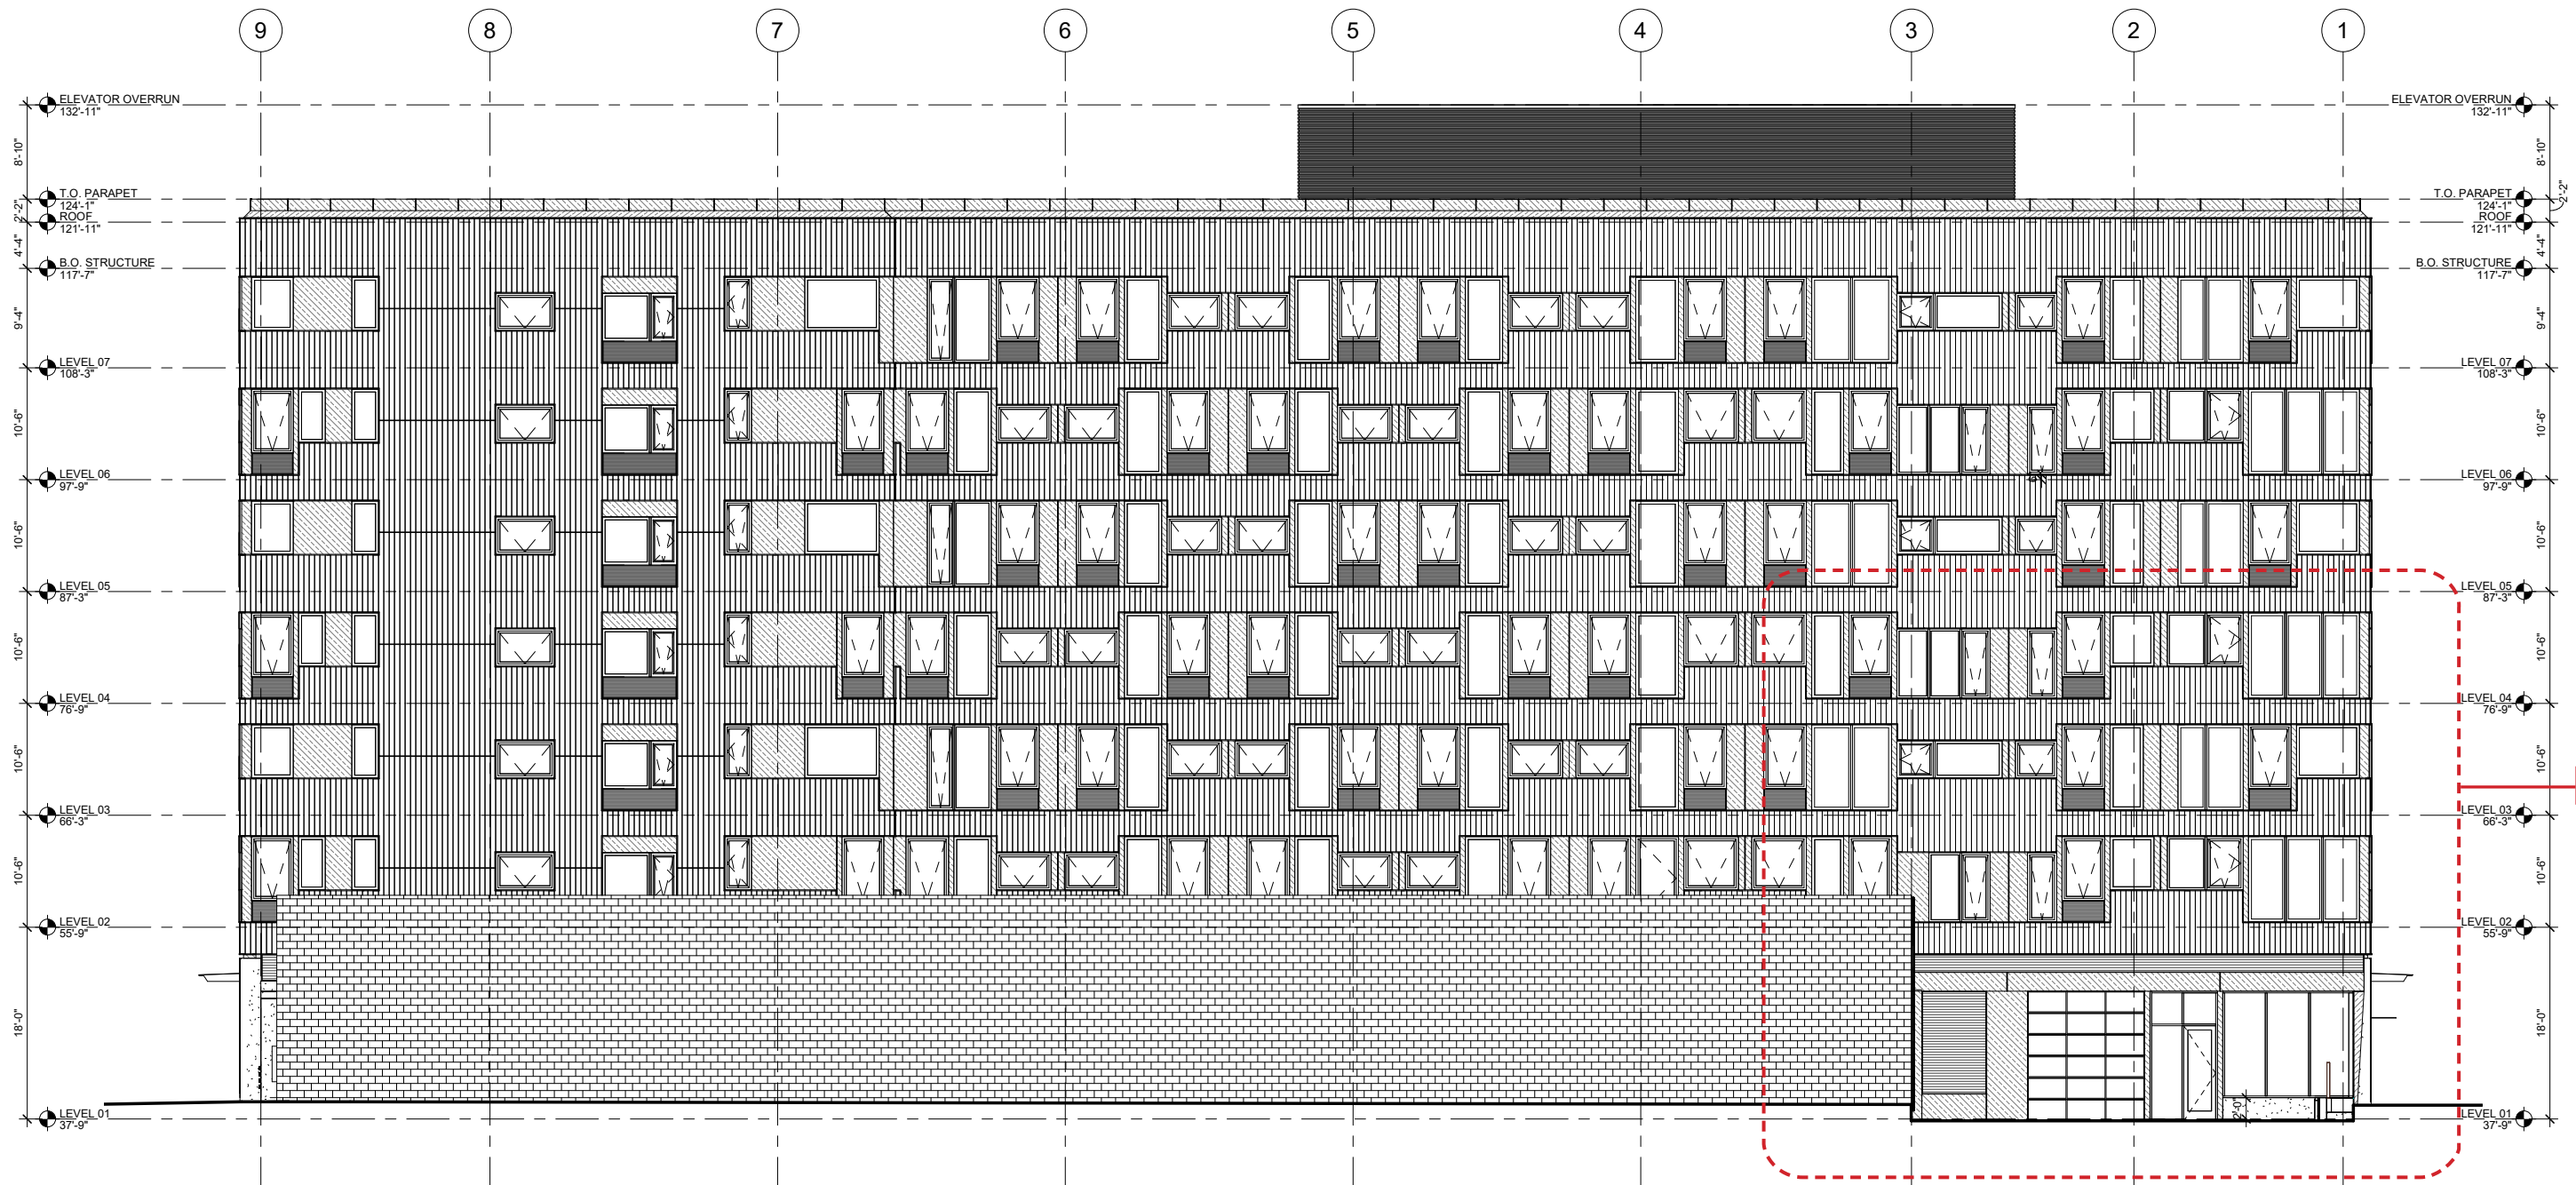 9 8 7 6 5 4 3 2 1
ELEVATOR OVERRUN
132'-11"
8'-10"
T.O. PARAPET
124'-1"
2'-2"
ROOF
121'-11"
4'-4"
B.O. STRUCTURE
117'-7"
9'-4"
LEVEL 07
108'-3"
10'-6"
LEVEL 06
97'-9"
10'-6"
LEVEL 05
87'-3"
10'-6"
LEVEL 04
76'-9"
10'-6"
LEVEL 03
66'-3"
10'-6"
LEVEL 02
55'-9"
18'-0"
LEVEL 01
37'-9"
ELEVATOR OVERRUN
132'-11"
8'-10"
T.O. PARAPET
124'-1"
2'-2"
ROOF
121'-11"
4'-4"
B.O. STRUCTURE
117'-7"
9'-4"
LEVEL 07
108'-3"
10'-6"
LEVEL 06
97'-9"
10'-6"
LEVEL 05
87'-3"
10'-6"
LEVEL 04
76'-9"
10'-6"
LEVEL 03
66'-3"
10'-6"
LEVEL 02
55'-9"
18'-0"
2'-0"
LEVEL 01
37'-9"